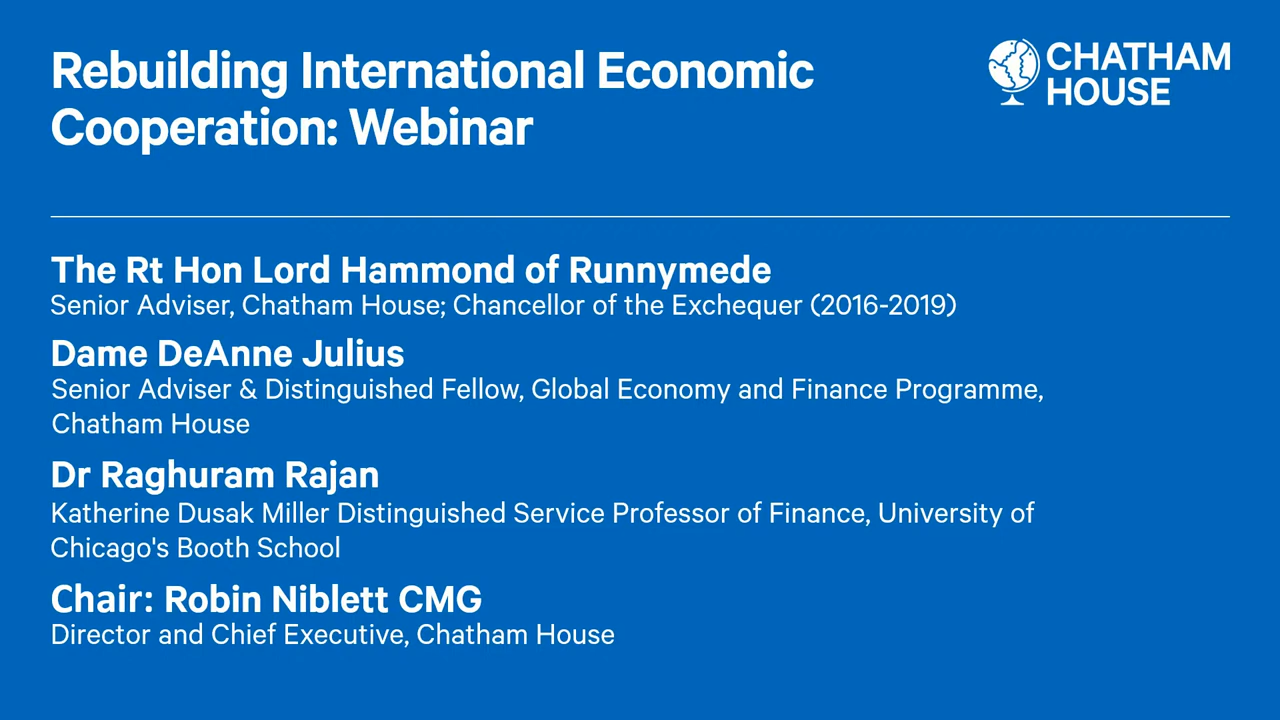 Rebuilding International Economic
Cooperation: Webinar
CHATHAM
HOUSE
The Rt Hon Lord Hammond of Runnymede
Senior Adviser, Chatham House; Chancellor of the Exchequer (2016-2019)
Dame DeAnne Julius
Senior Adviser & Distinguished Fellow, Global Economy and Finance Programme,
Chatham House
Dr Raghuram Rajan
Katherine Dusak Miller Distinguished Service Professor of Finance, University of
Chicago's Booth School
Chair: Robin Niblett CMG
Director and Chief Executive, Chatham House